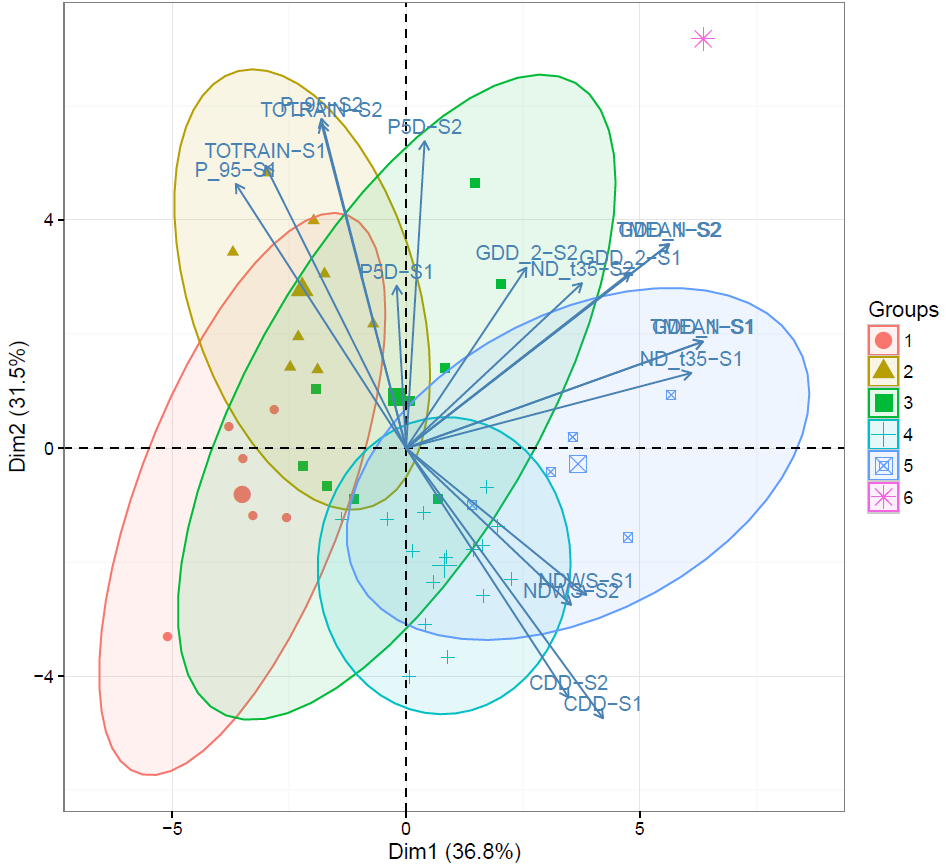 P_95-S2
TOTRAIN-S2
P5D-S2
TOTRAIN-S1
P_95-S1
P5D-S1
GDD_2-S2
GDD_2-S1
ND_t35-S2
ND_t35-S1
NDWS-S1
NDWS-S2
CDD-S2
CDD-S1
4
0
-4
-5
0
5
Dim1 (36.8%)
Dim2 (31.5%)
Groups
1
2
3
4
5
6